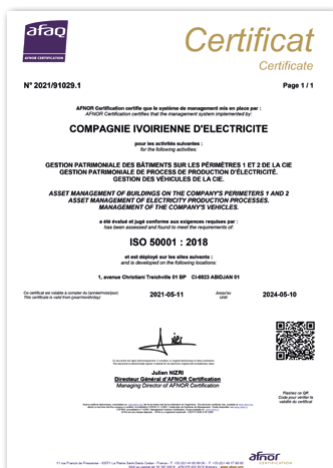 afaq
AFNOR CERTIFICATION
Certificat
Certificate
N° 2021/91029.1
Page 1 / 1
AFNOR Certification certifie que le système de management mis en place par :
AFNOR Certification certifies that the management system implemented by:
COMPAGNIE IVOIRIENNE D'ELECTRICITE
pour les activités suivantes :
for the following activities:
GESTION PATRIMONIALE DES BÂTIMENTS SUR LES PÉRIMÈTRES 1 ET 2 DE LA CIE
GESTION PATRIMONIALE DE PROCESS DE PRODUCTION D'ÉLECTRICITÉ.
GESTION DES VÉHICULES DE LA CIE.
ASSET MANAGEMENT OF BUILDINGS ON THE COMPANY'S PERIMETERS 1 AND 2
ASSET MANAGEMENT OF ELECTRICITY PRODUCTION PROCESSES.
MANAGEMENT OF THE COMPANY'S VEHICLES.
a été évalué et jugé conforme aux exigences requises par :
has been assessed and found to meet the requirements of:
ISO 50001 : 2018
et est déployé sur les sites suivants :
and is developed on the following locations:
1, avenue Christiani Treichville 01 BP CI-6923 ABIDJAN 01
Ce certificat est valable à compter du (année/mois/jour)
This certificate is valid from (year/month/day)
2021-05-11
Jusqu'au
until
2024-05-10
Julien NIZRI
Directeur Général d'AFNOR Certification
Managing Director of AFNOR Certification
Flashez ce QR
Code pour vérifier la
validité du certificat
afnor
CERTIFICATION